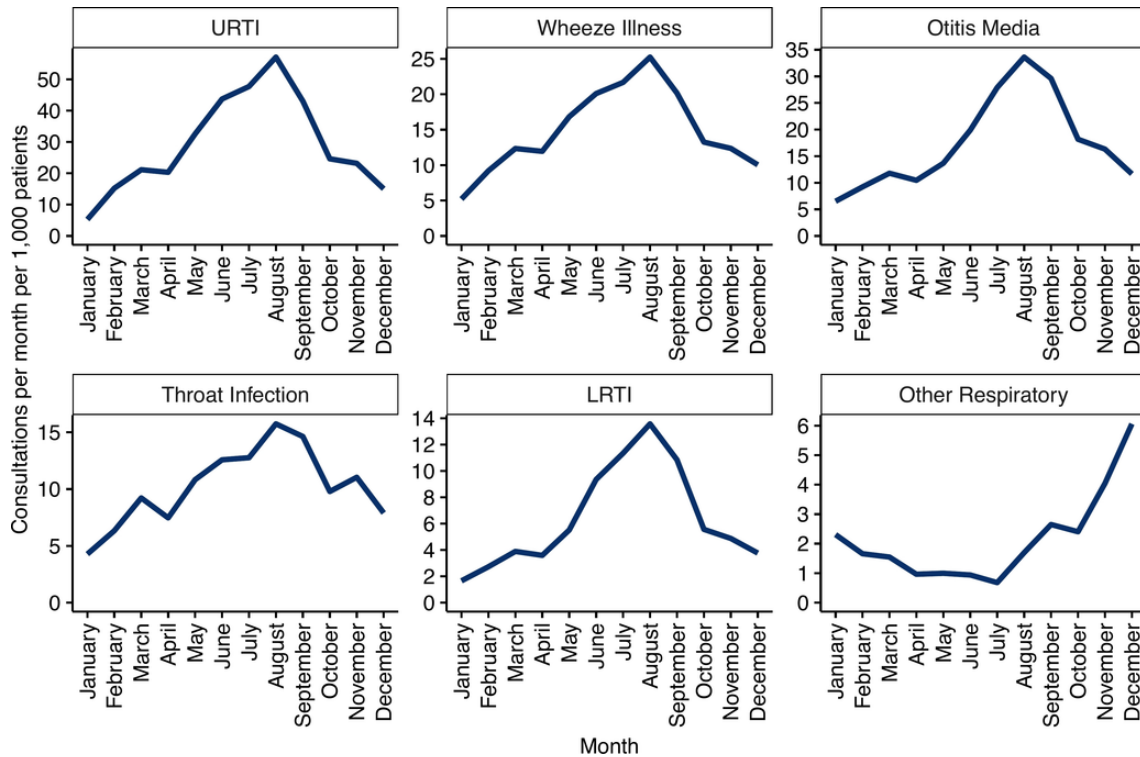 Consultations per month per 1,000 patients
URTI
50
40
30
20
10
0
January
February
March
April
May
June
July
August
September
October
November
December
Wheeze Illness
25
20
15
10
5
0
January
February
March
April
May
June
July
August
September
October
November
December
Otitis Media
35
30
25
20
15
10
5
0
January
February
March
April
May
June
July
August
September
October
November
December
Throat Infection
15
10
5
0
January
February
March
April
May
June
July
August
September
October
November
December
LRTI
14
12
10
8
6
4
2
0
January
February
March
April
May
June
July
August
September
October
November
December
Other Respiratory
6
5
4
3
2
1
0
January
February
March
April
May
June
July
August
September
October
November
December
Month